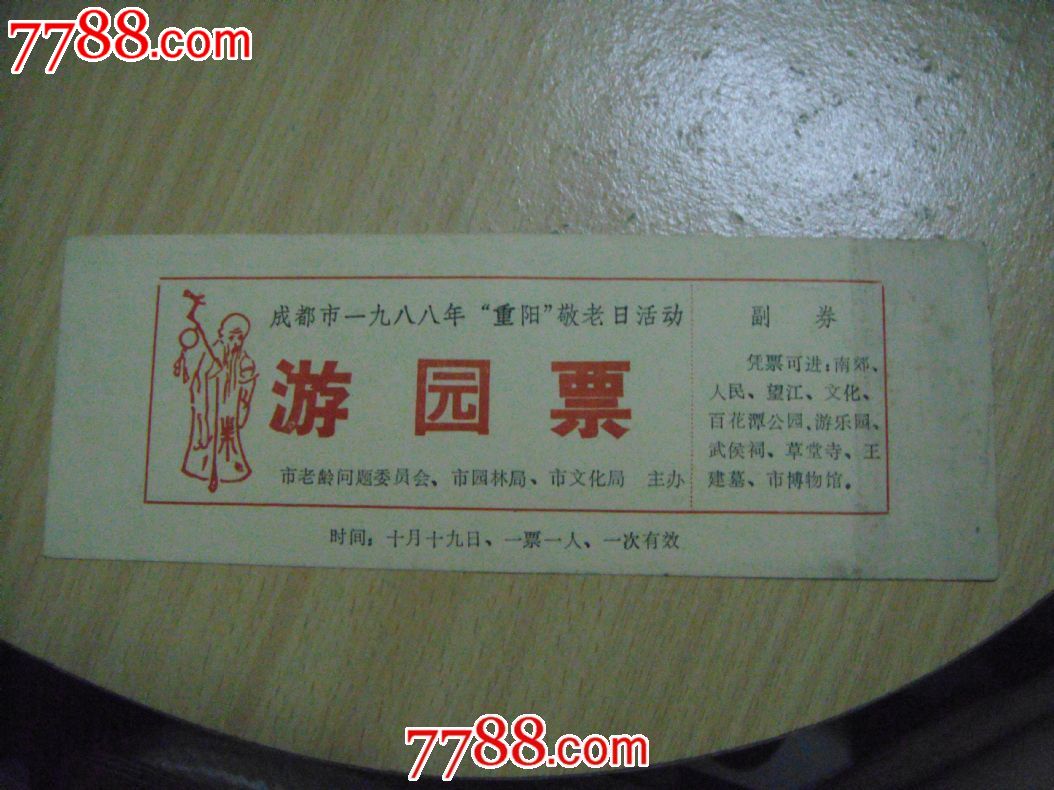 7788.com
7788.com
成都市一九八八年“重阳”敬老日活动
游园票
市老龄问题委员会、市园林局、市文化局 主办
副 券
凭票可进：南郊、
人民、望江、文化、
百花潭公园、游乐园、
武侯祠、草堂寺、王
建墓、市博物馆。
时间：十月十九日、一票一人、一次有效
7788.com